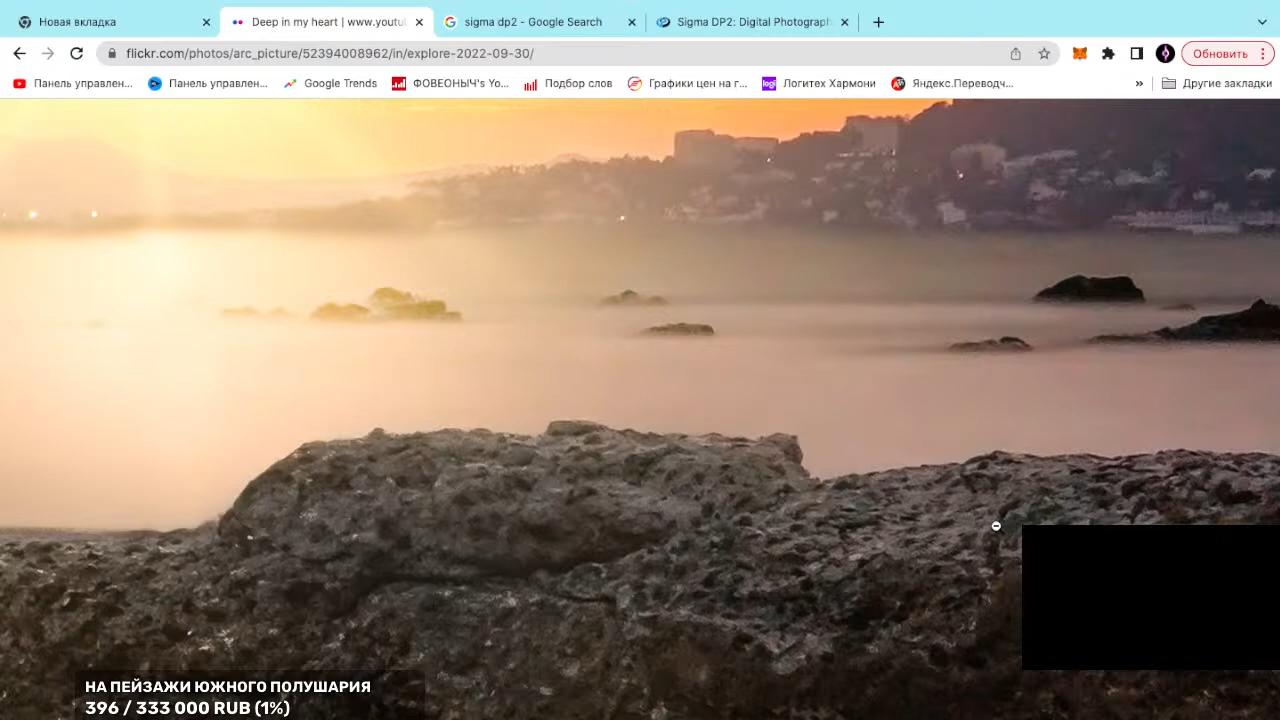 Новая вкладка
Deep in my heart | www.youtu
sigma dp2 - Google Search
Sigma DP2: Digital Photograph
flickr.com/photos/arc_picture/52394008962/in/explore-2022-09-30/
Обновить
Панель управлен...
Панель управлен...
Google Trends
ФОВЕОНЫЧ's Yo...
Подбор слов
Графики цен на г...
logi
Логитех Хармони
Яндекс.Переводч...
»
Другие закладки
НА ПЕЙЗАЖИ ЮЖНОГО ПОЛУШАРИЯ
396 / 333 000 RUB (1%)